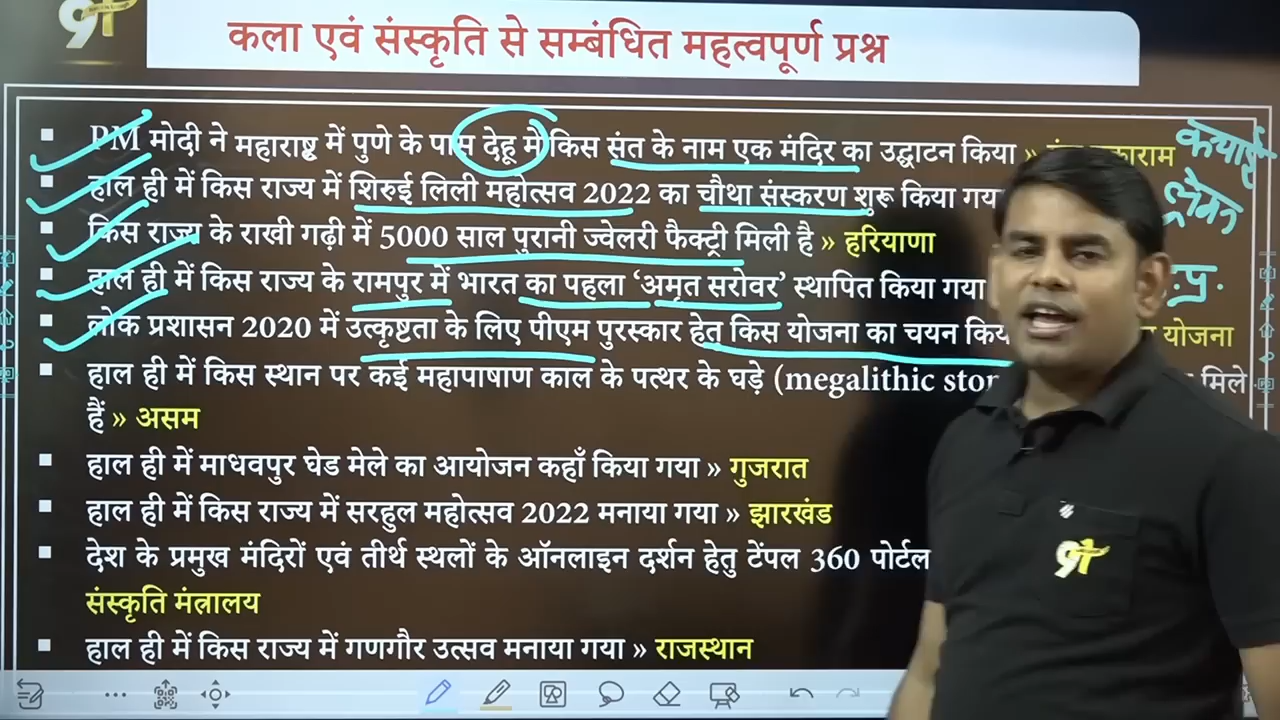 कला एवं संस्कृति से सम्बंधित महत्वपूर्ण प्रश्न
PM मोदी ने महाराष्ट्र में पुणे के पास देहू में किस संत के नाम एक मंदिर का उद्घाटन किया »
हाल ही में किस राज्य में शिरुई लिली महोत्सव 2022 का चौथा संस्करण शुरू किया गया
किस राज्य के राखी गढ़ी में 5000 साल पुरानी ज्वेलरी फैक्ट्री मिली है » हरियाणा
हाल ही में किस राज्य के रामपुर में भारत का पहला ‘अमृत सरोवर’ स्थापित किया गया
लोक प्रशासन 2020 में उत्कृष्टता के लिए पीएम पुरस्कार हेतु किस योजना का चयन योजना
हाल ही में किस स्थान पर कई महापाषाण काल के पत्थर के घड़े (megalithic मिले
हैं » असम
हाल ही में माधवपुर घेड मेले का आयोजन कहाँ किया गया » गुजरात
हाल ही में किस राज्य में सरहुल महोत्सव 2022 मनाया गया » झारखंड
देश के प्रमुख मंदिरों एवं तीर्थ स्थलों के ऑनलाइन दर्शन हेतु टेंपल 360 पोर्टल
संस्कृति मंत्रालय
हाल ही में किस राज्य में गणगौर उत्सव मनाया गया » राजस्थान